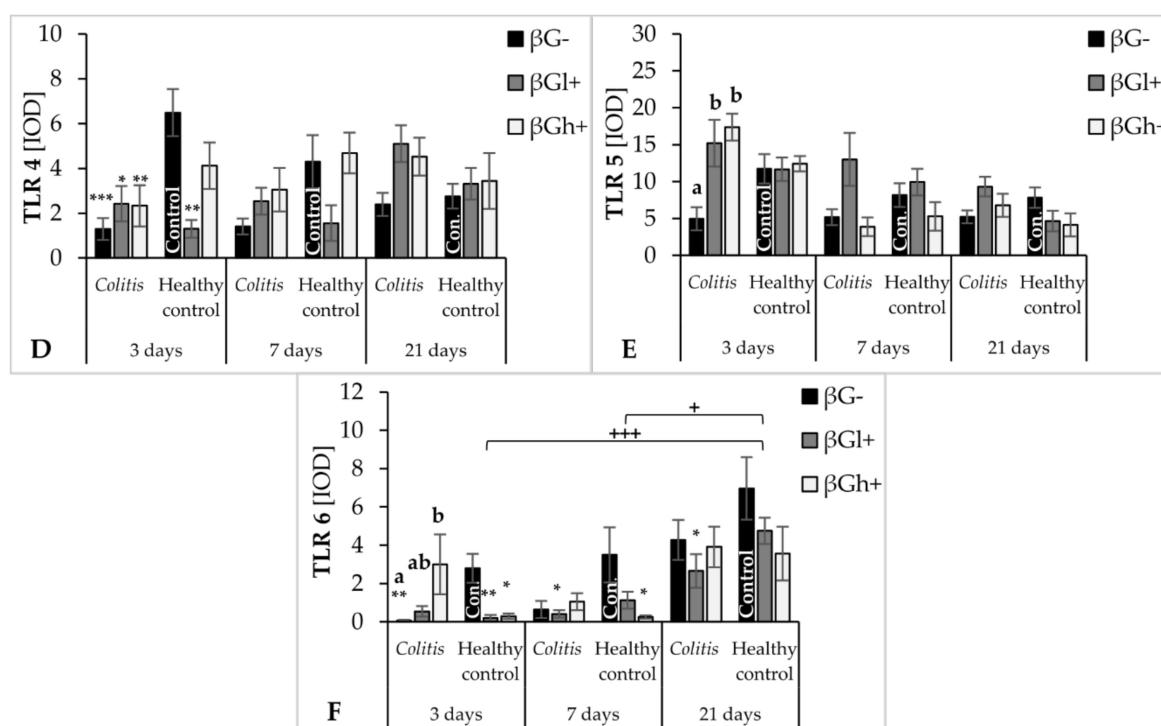 10
8
6
4
2
0
TLR 4 [IOD]
βG-
βGl+
βGh+
***
*
**
Control
**
Control
Con.
Colitis
Healthy
control
Colitis
Healthy
control
Colitis
Healthy
control
D
3 days
7 days
21 days
30
25
20
15
10
5
0
TLR 5 [IOD]
βG-
βGl+
βGh+
a
b
b
Control
Con.
Con.
Colitis
Healthy
control
Colitis
Healthy
control
Colitis
Healthy
control
E
3 days
7 days
21 days
12
10
8
6
4
2
0
TLR 6 [IOD]
βG-
βGl+
βGh+
+
+++
a
**
ab
b
Con.
**
*
*
Con.
*
*
Control
Colitis
Healthy
control
Colitis
Healthy
control
Colitis
Healthy
control
F
3 days
7 days
21 days